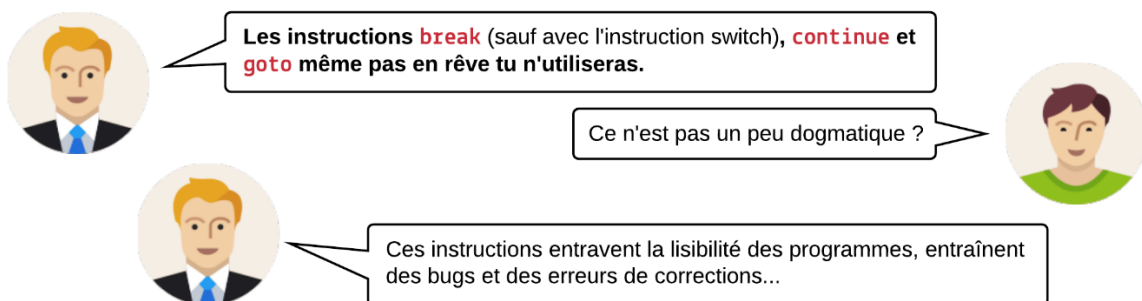 Les instructions break (sauf avec l'instruction switch), continue et
goto même pas en rêve tu n'utiliseras.
Ce n'est pas un peu dogmatique ?
Ces instructions entravent la lisibilité des programmes, entraînent
des bugs et des erreurs de corrections...